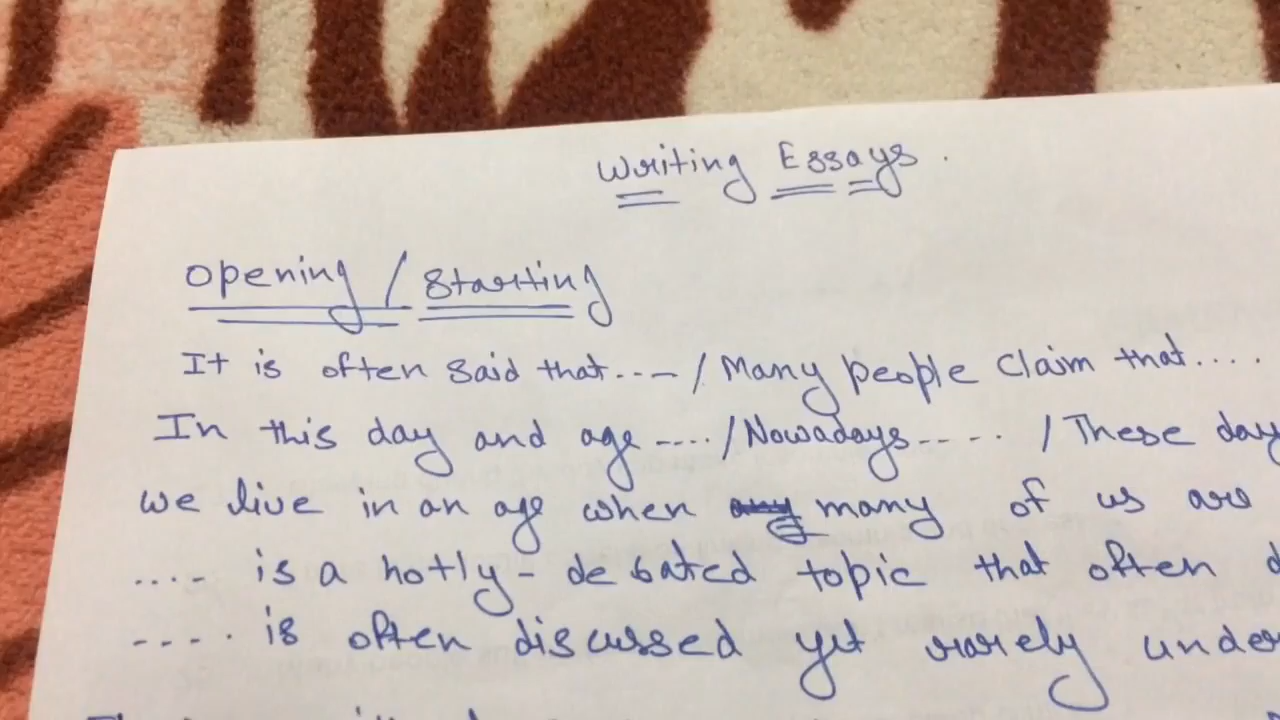 Writing Essays.
Opening / Starting
It is often said that...- / Many people claim that....
In this day and age .... / Nowadays.... / These day
we live in an age when many of us are
.... is a hotly-debated topic that often d
.... is often discussed yet rarely under